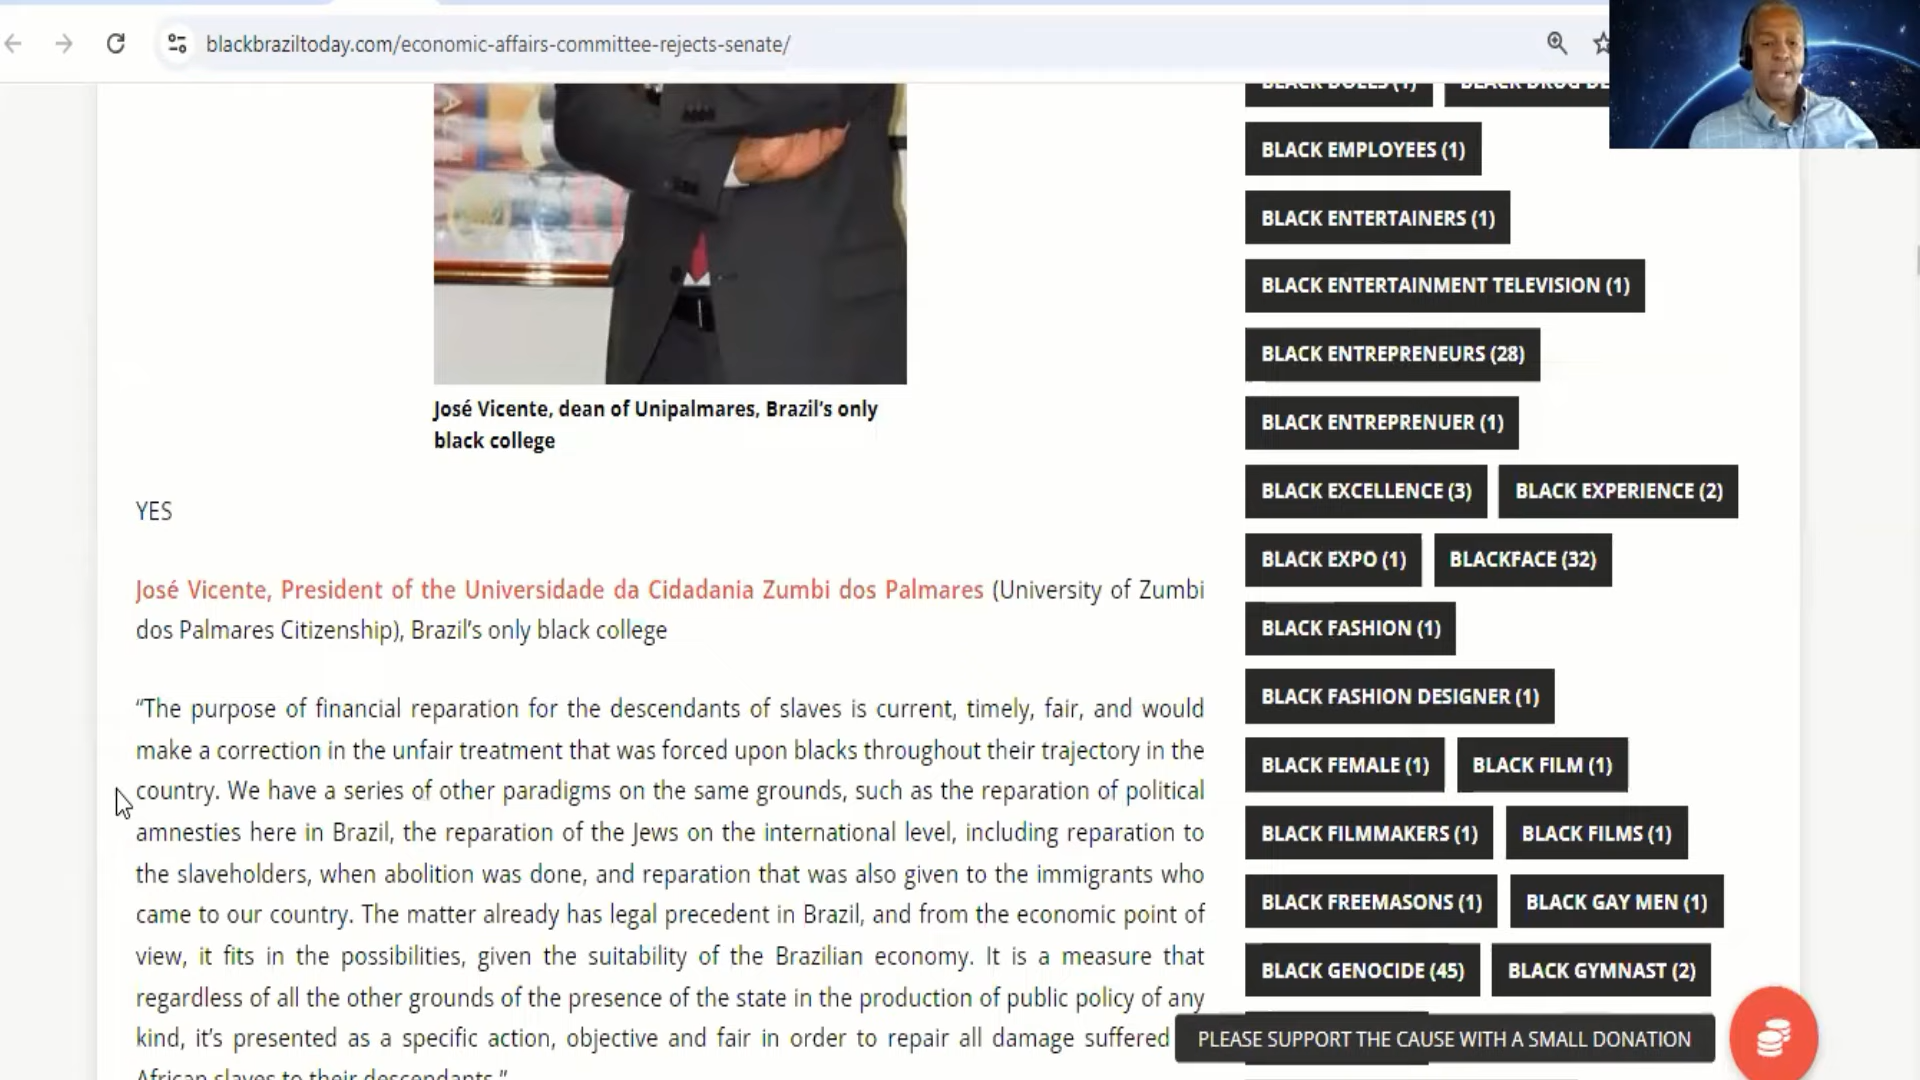 blackbraziltoday.com/economic-affairs-committee-rejects-senate/
José Vicente, dean of Unipalmares, Brazil's only
black college
YES
José Vicente, President of the Universidade da Cidadania Zumbi dos Palmares (University of Zumbi
dos Palmares Citizenship), Brazil's only black college
“The purpose of financial reparation for the descendants of slaves is current, timely, fair, and would
make a correction in the unfair treatment that was forced upon blacks throughout their trajectory in the
country. We have a series of other paradigms on the same grounds, such as the reparation of political
amnesties here in Brazil, the reparation of the Jews on the international level, including reparation to
the slaveholders, when abolition was done, and reparation that was also given to the immigrants who
came to our country. The matter already has legal precedent in Brazil, and from the economic point of
view, it fits in the possibilities, given the suitability of the Brazilian economy. It is a measure that
regardless of all the other grounds of the presence of the state in the production of public policy of any
kind, it's presented as a specific action, objective and fair in order to repair all damage suffered
African slaves to their descendants.”
BLACK DOLLS (1) BLACK DRUG
BLACK EMPLOYEES (1)
BLACK ENTERTAINERS (1)
BLACK ENTERTAINMENT TELEVISION (1)
BLACK ENTREPRENEURS (28)
BLACK ENTREPRENUER (1)
BLACK EXCELLENCE (3) BLACK EXPERIENCE (2)
BLACK EXPO (1) BLACKFACE (32)
BLACK FASHION (1)
BLACK FASHION DESIGNER (1)
BLACK FEMALE (1) BLACK FILM (1)
BLACK FILMMAKERS (1) BLACK FILMS (1)
BLACK FREEMASONS (1) BLACK GAY MEN (1)
BLACK GENOCIDE (45) BLACK GYMNAST (2)
PLEASE SUPPORT THE CAUSE WITH A SMALL DONATION